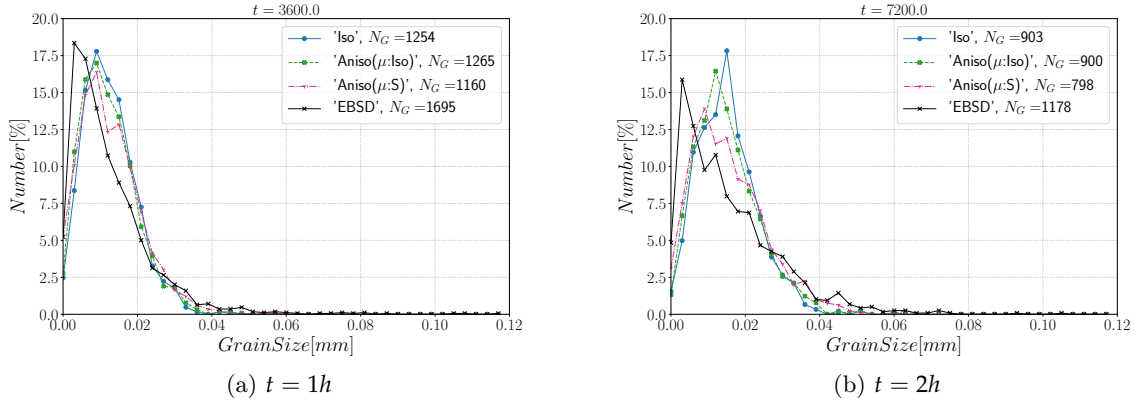 t = 3600.0
20.0
17.5
15.0
12.5
10.0
7.5
5.0
2.5
0.0
Number[%]
'Iso', N_G = 1254
'Aniso(μ:Iso)', N_G = 1265
'Aniso(μ:S)', N_G = 1160
'EBSD', N_G = 1695
0.00 0.02 0.04 0.06 0.08 0.10 0.12
GrainSize[mm]
(a) t = 1h
t = 7200.0
20.0
17.5
15.0
12.5
10.0
7.5
5.0
2.5
0.0
Number[%]
'Iso', N_G = 903
'Aniso(μ:Iso)', N_G = 900
'Aniso(μ:S)', N_G = 798
'EBSD', N_G = 1178
0.00 0.02 0.04 0.06 0.08 0.10 0.12
GrainSize[mm]
(b) t = 2h